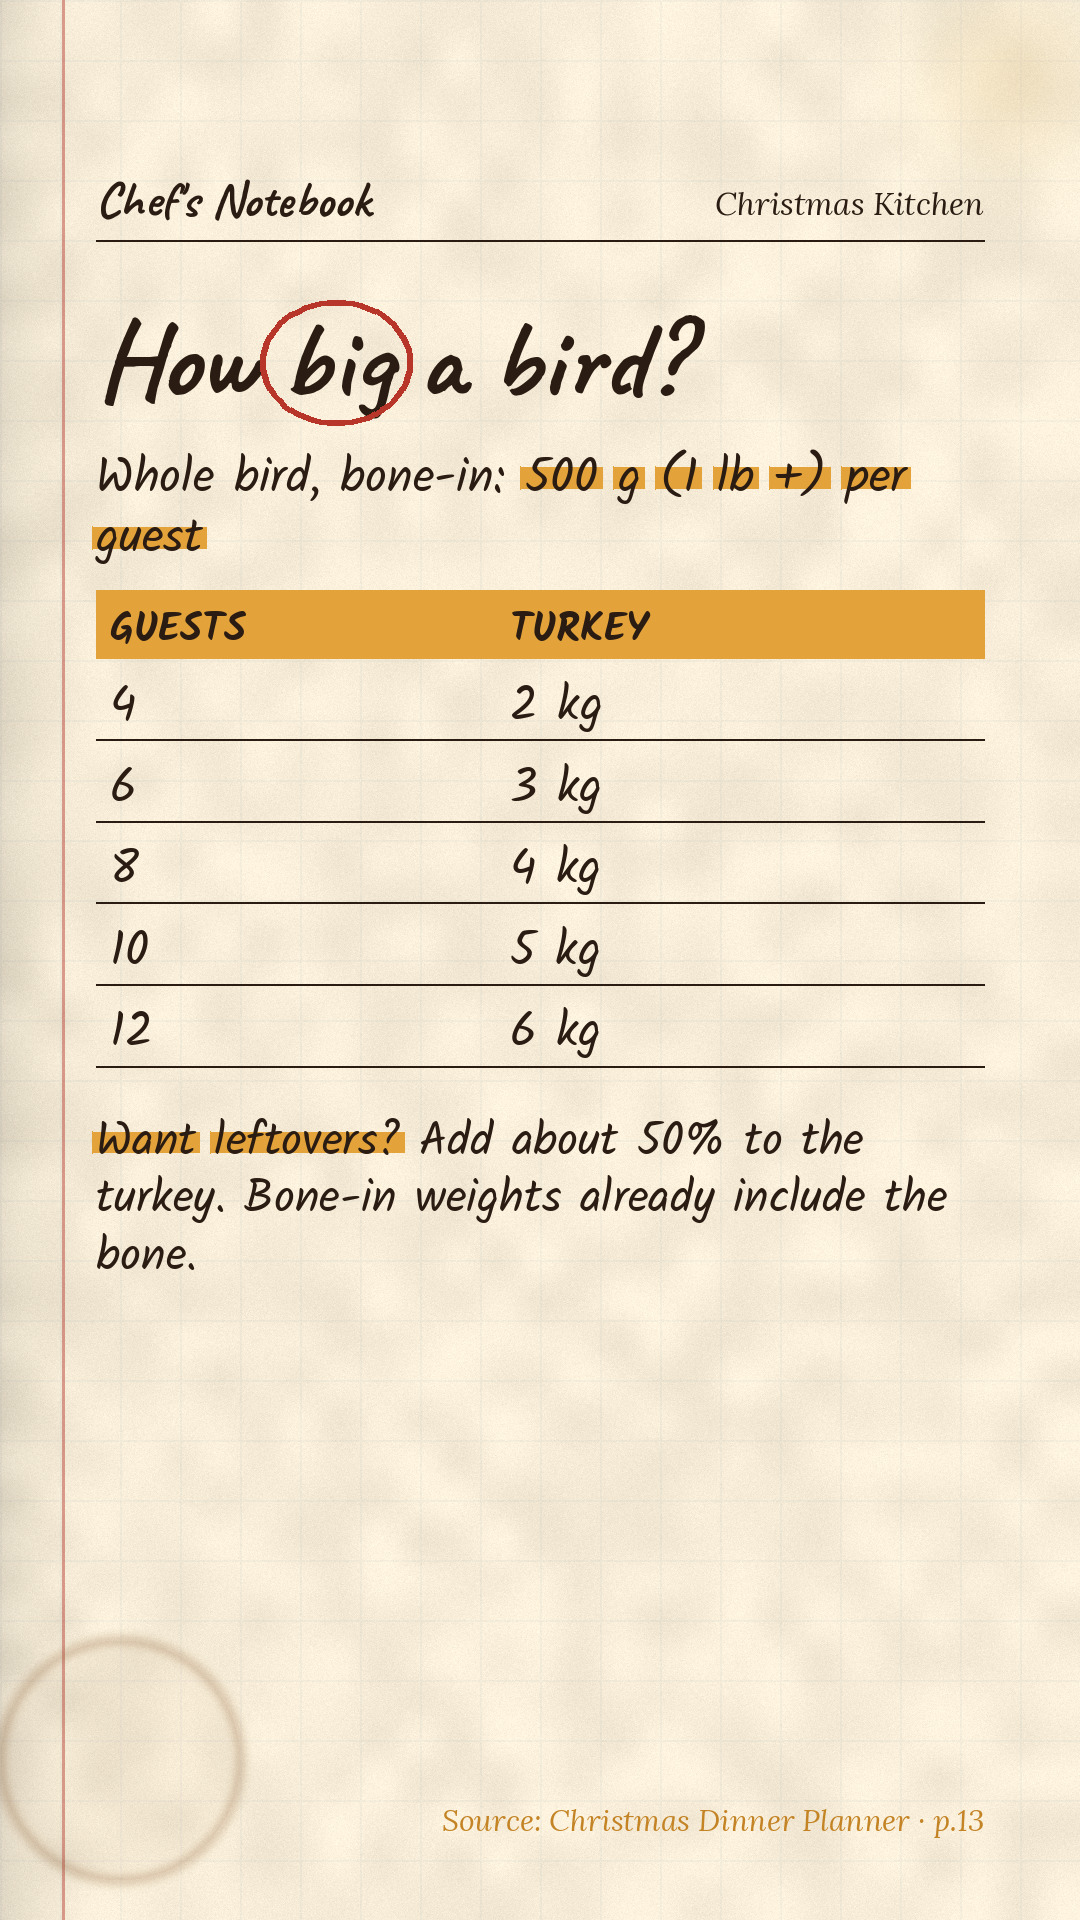 Chef's Notebook
Christmas Kitchen
How big a bird?
Whole bird, bone-in: 500 g (1 lb +) per
guest
GUESTS TURKEY
4 2 kg
6 3 kg
8 4 kg
10 5 kg
12 6 kg
Want leftovers? Add about 50% to the
turkey. Bone-in weights already include the
bone.
Source: Christmas Dinner Planner · p.13